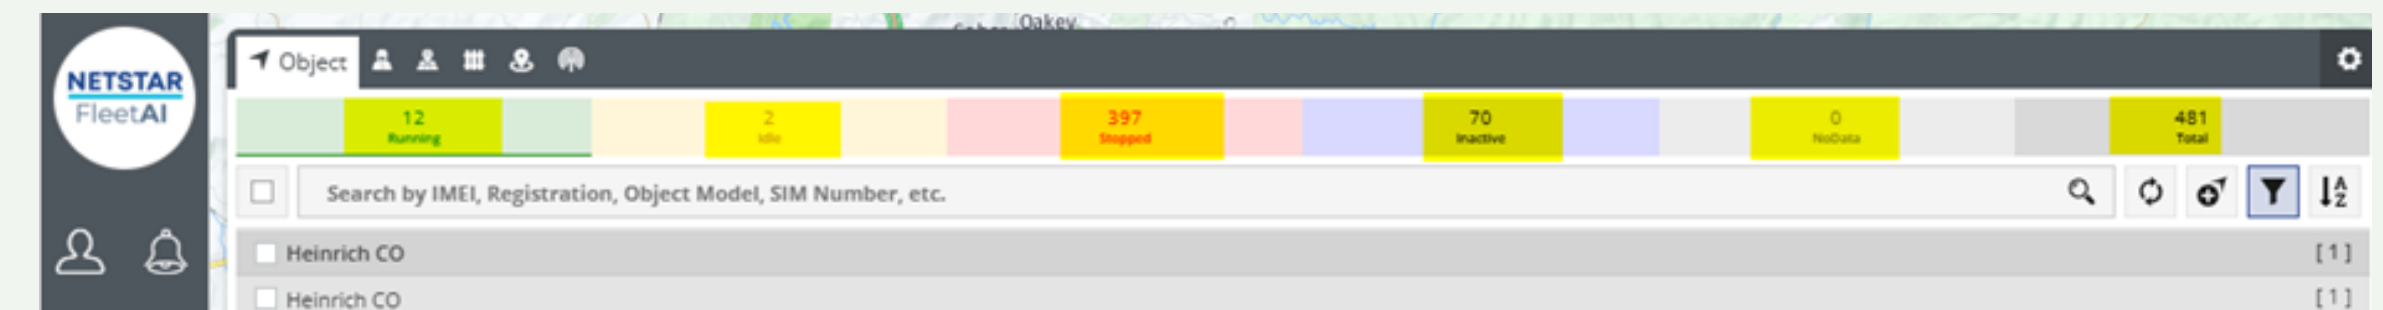 Oakey
NETSTAR
FleetAI
Object
12
Running
2
Idle
397
Stopped
70
Inactive
0
NoData
481
Total
Search by IMEI, Registration, Object Model, SIM Number, etc.
Heinrich CO [ 1 ]
Heinrich CO [ 1 ]